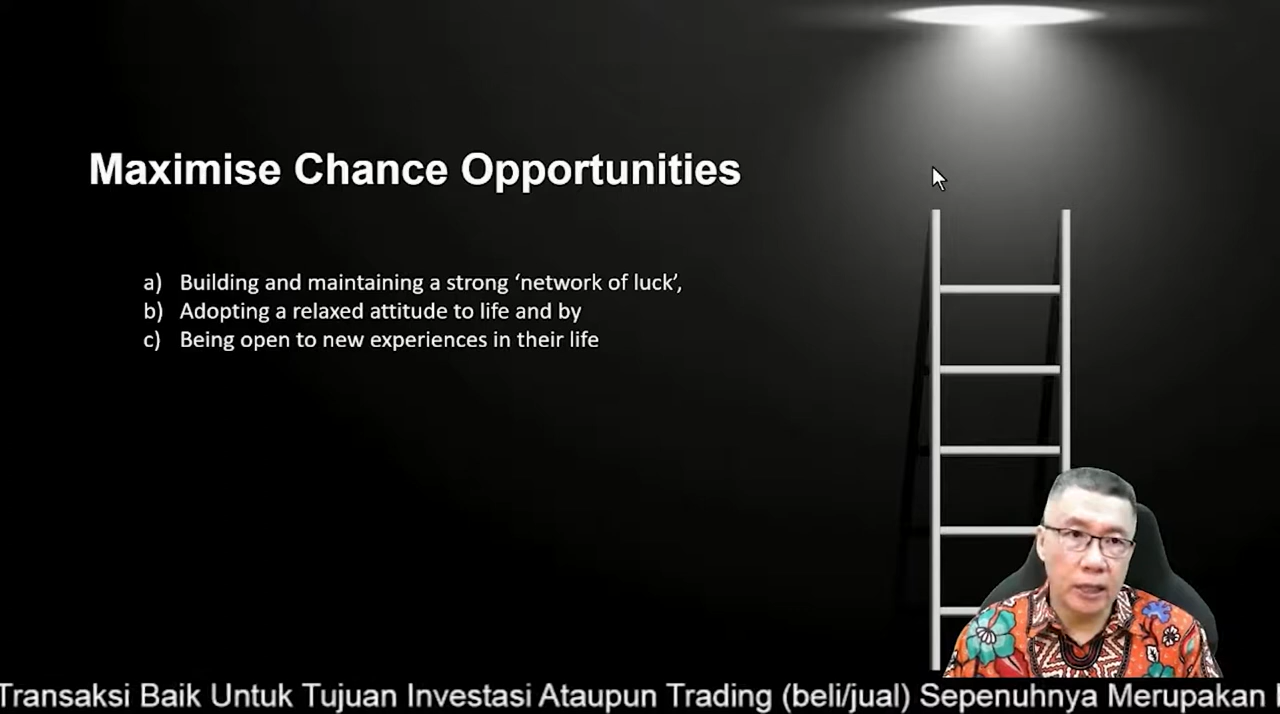 Maximise Chance Opportunities
a) Building and maintaining a strong ‘network of luck’,
b) Adopting a relaxed attitude to life and by
c) Being open to new experiences in their life
Transaksi Baik Untuk Tujuan Investasi Ataupun Trading (beli/jual) Sepenuhnya Merupakan